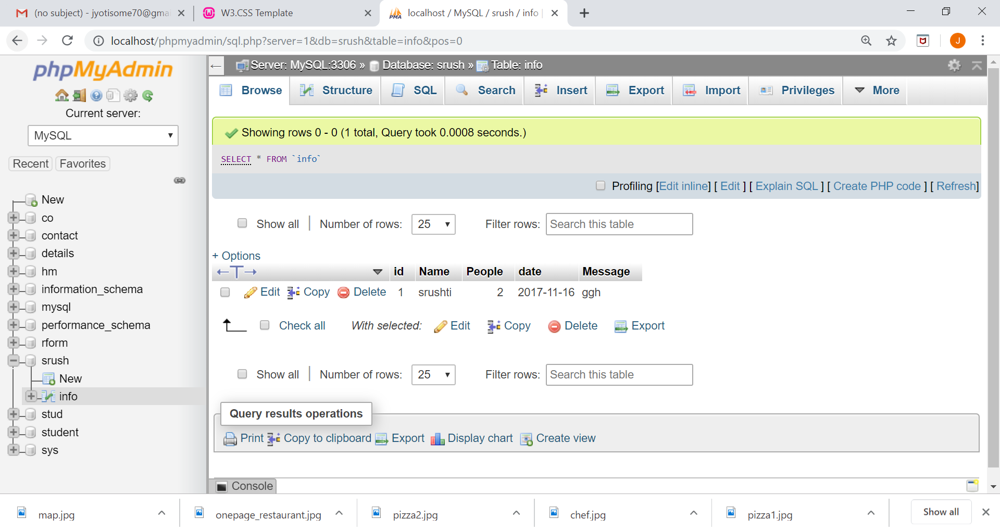 (no subject) - jyotisome70@gmai
W3.CSS Template
localhost / MySQL / srush / info |
localhost/phpmyadmin/sql.php?server=1&db=srush&table=info&pos=0
J
phpMyAdmin
Current server:
MySQL
Recent Favorites
New
co
contact
details
hm
information_schema
mysql
performance_schema
rform
srush
New
info
stud
student
sys
Server: MySQL:3306 » Database: srush » Table: info
Browse Structure SQL Search Insert Export Import Privileges More
Showing rows 0 - 0 (1 total, Query took 0.0008 seconds.)
SELECT * FROM `info`
Profiling [Edit inline] [ Edit ] [ Explain SQL ] [ Create PHP code ] [ Refresh]
Show all Number of rows: 25 Filter rows: Search this table
+ Options
id Name People date Message
Edit Copy Delete 1 srushti 2 2017-11-16 ggh
Check all With selected: Edit Copy Delete Export
Show all Number of rows: 25 Filter rows: Search this table
Query results operations
Print Copy to clipboard Export Display chart Create view
Console
map.jpg onepage_restaurant.jpg pizza2.jpg chef.jpg pizza1.jpg Show all